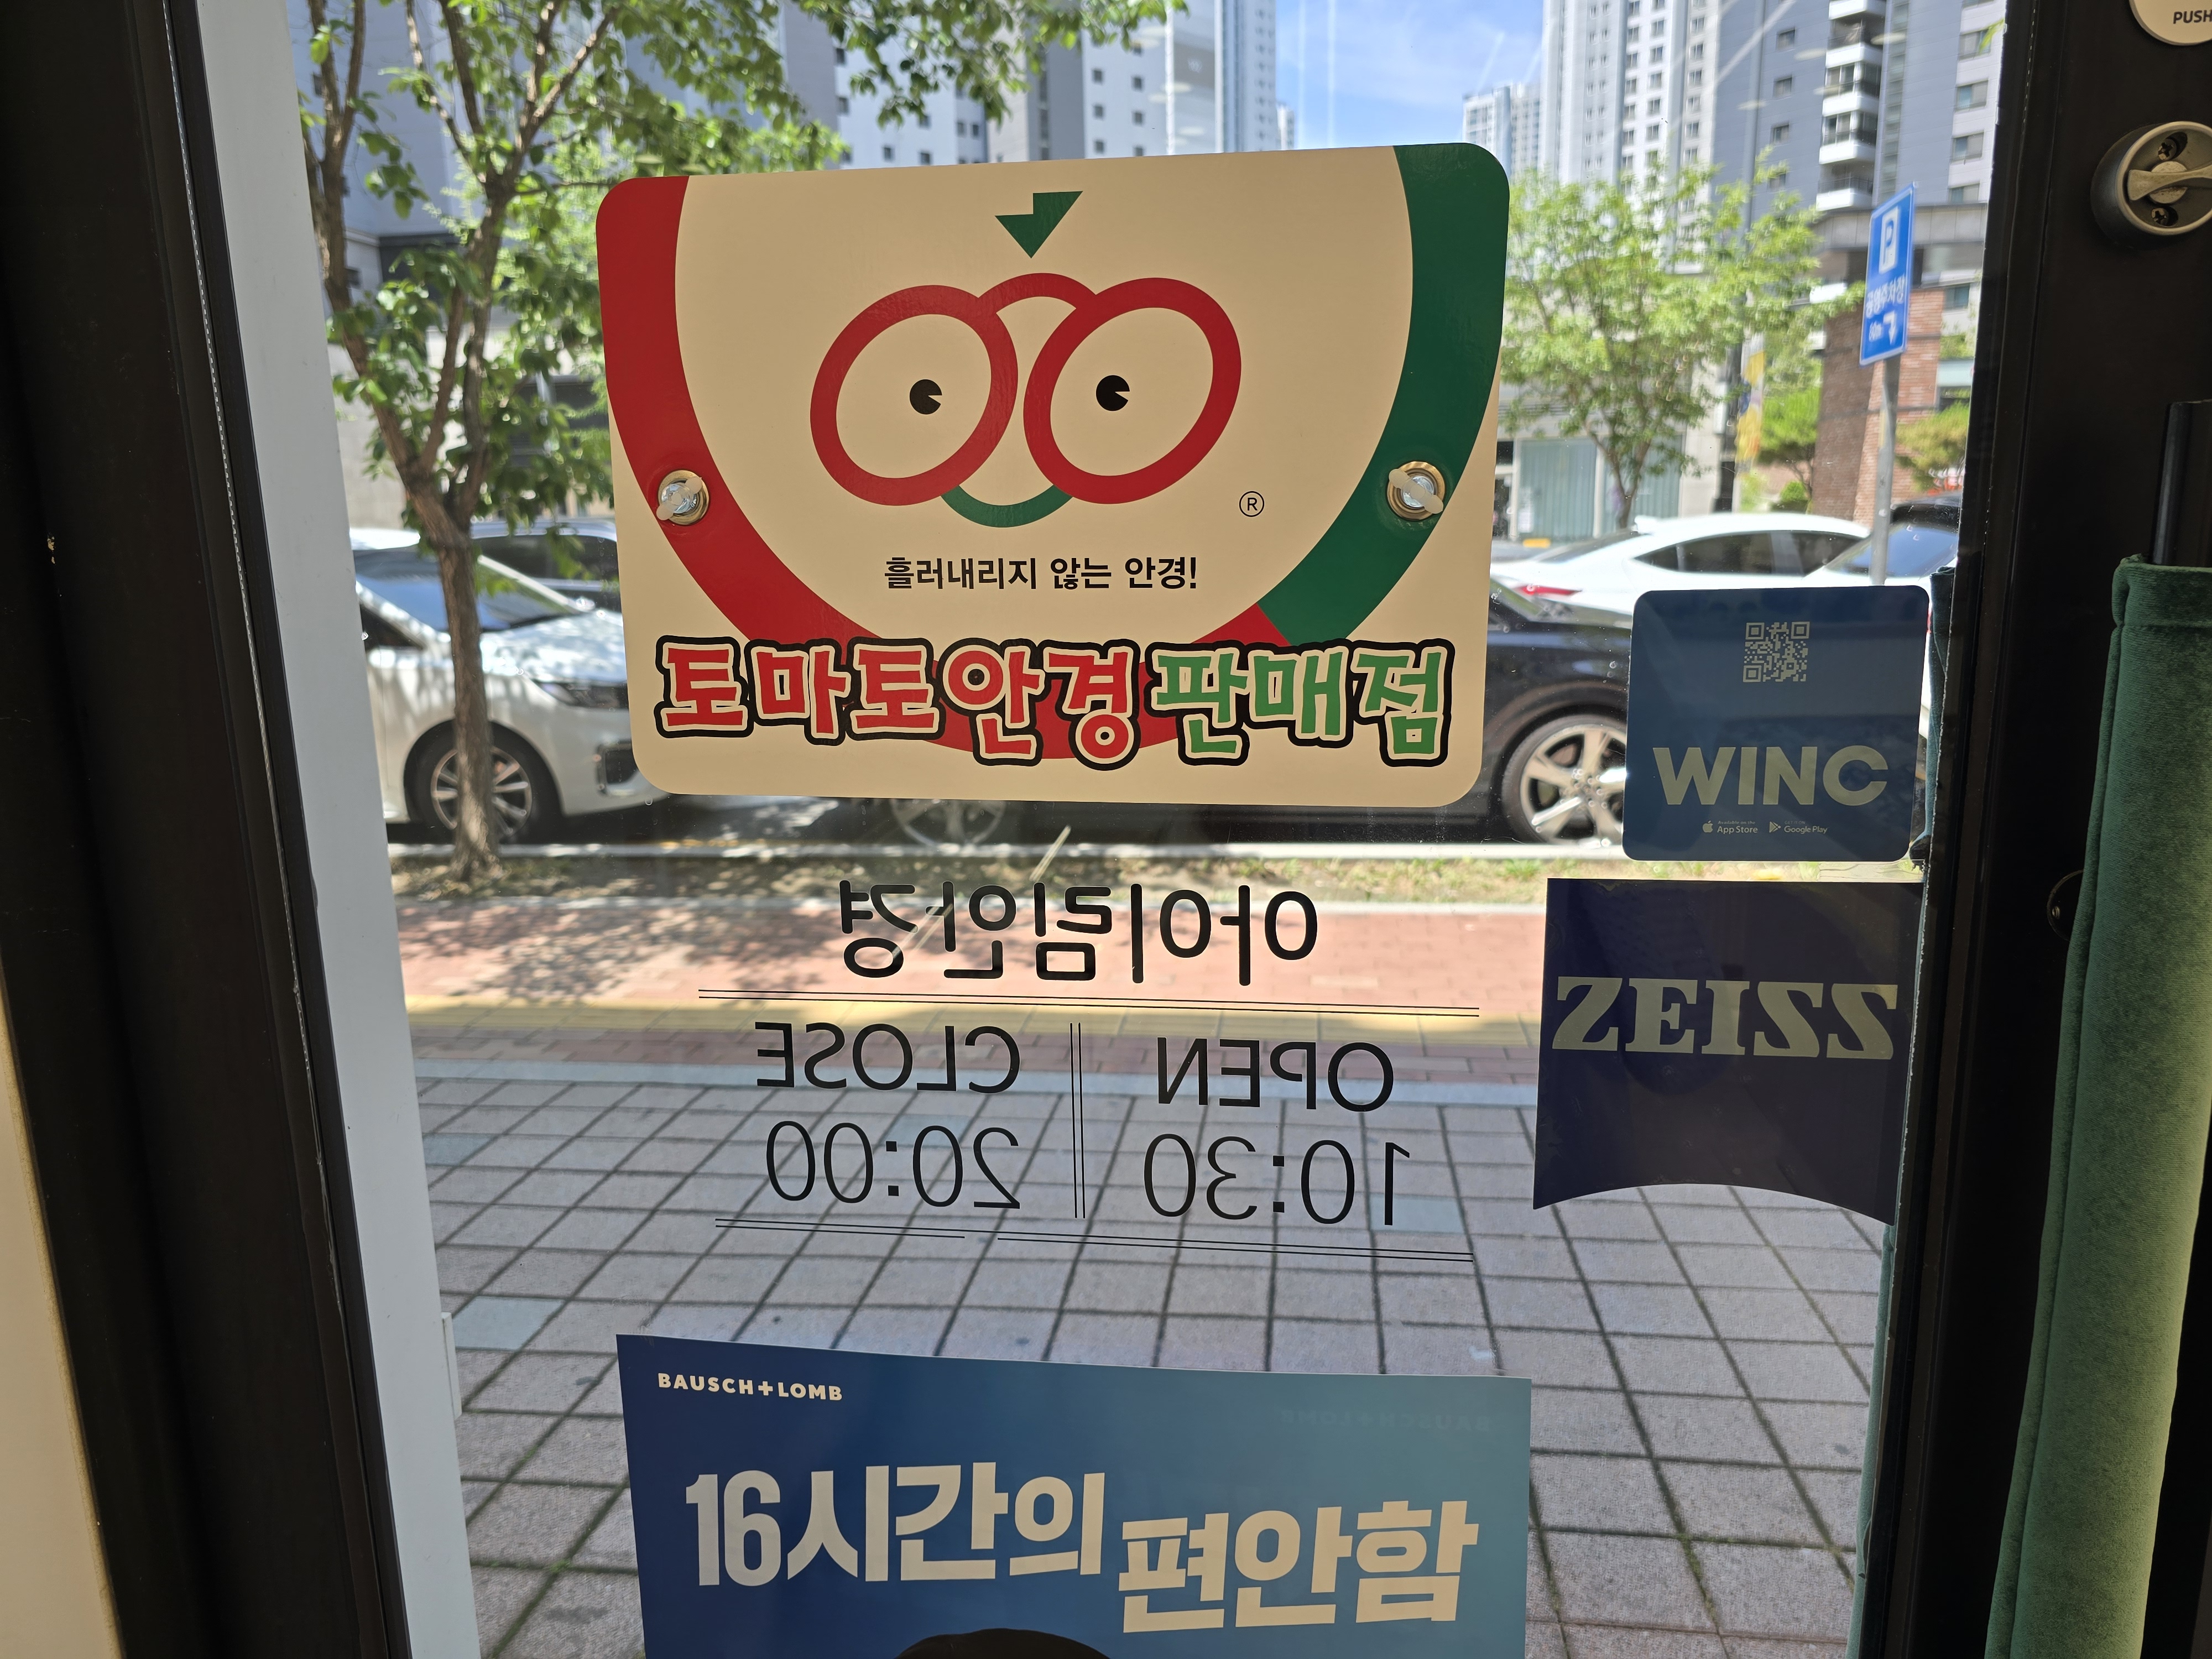 PUSH
흘러내리지 않는 안경!
토마토안경판매점
®
P
WINC
App Store
Google Play
아이림안경
ZEISS
OPEN CLOSE
10:30 20:00
BAUSCH+LOMB
16시간의 편안함